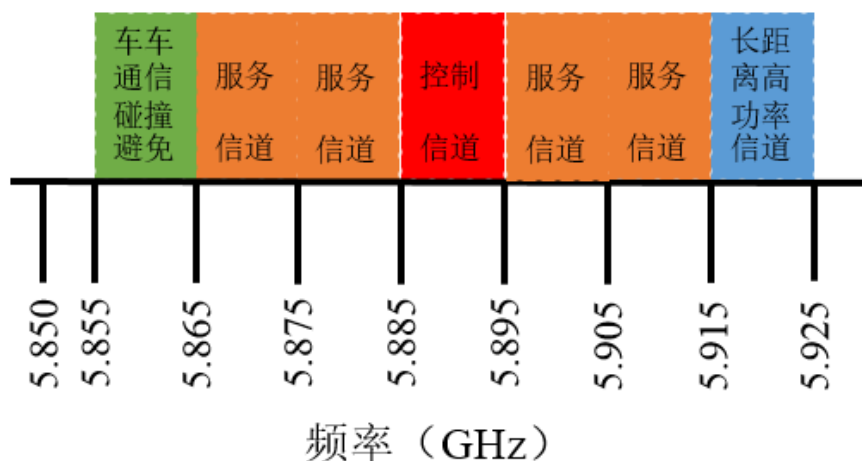 车车
通信
碰撞
避免
服务
信道
服务
信道
控制
信道
服务
信道
服务
信道
长距
离高
功率
信道
5.850
5.855
5.865
5.875
5.885
5.895
5.905
5.915
5.925
频率（GHz）